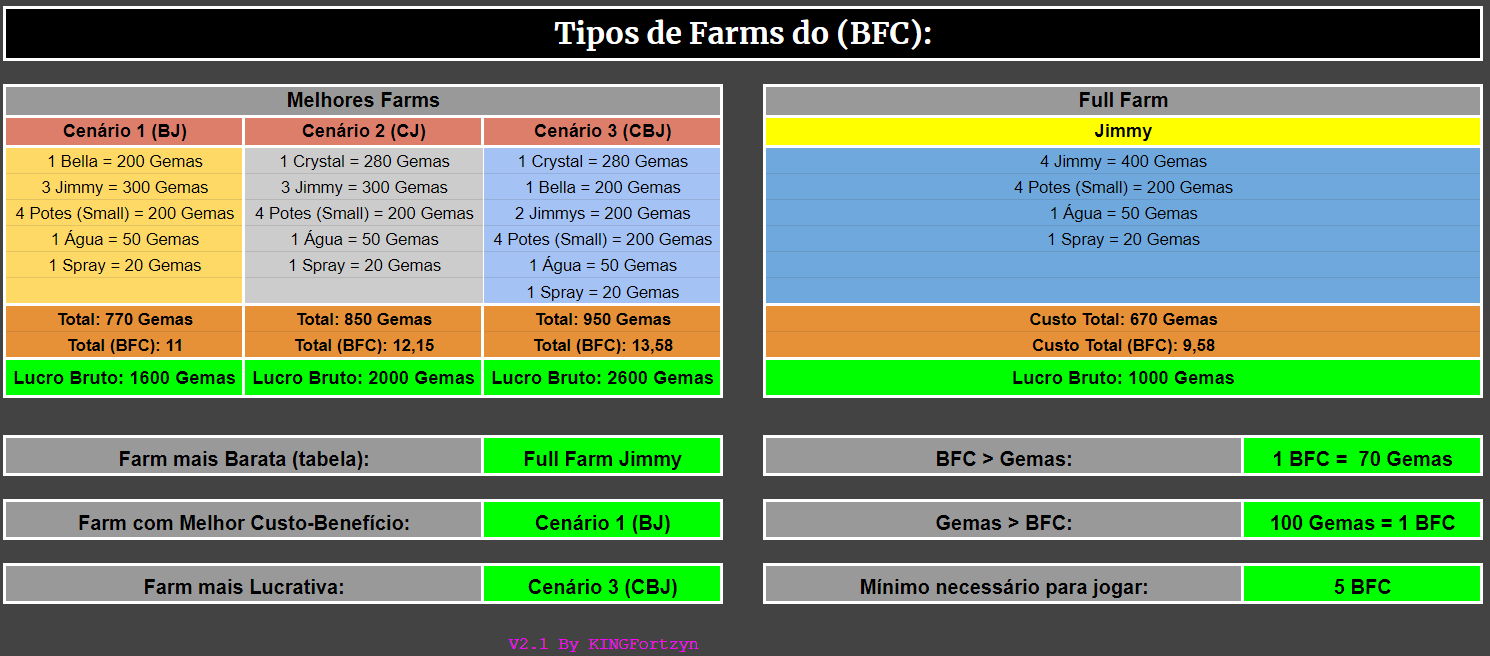 Tipos de Farms do (BFC):
Melhores Farms
Cenário 1 (BJ)
1 Bella = 200 Gemas
3 Jimmy = 300 Gemas
4 Potes (Small) = 200 Gemas
1 Água = 50 Gemas
1 Spray = 20 Gemas
Total: 770 Gemas
Total (BFC): 11
Lucro Bruto: 1600 Gemas
Cenário 2 (CJ)
1 Crystal = 280 Gemas
3 Jimmy = 300 Gemas
4 Potes (Small) = 200 Gemas
1 Água = 50 Gemas
1 Spray = 20 Gemas
Total: 850 Gemas
Total (BFC): 12,15
Lucro Bruto: 2000 Gemas
Cenário 3 (CBJ)
1 Crystal = 280 Gemas
1 Bella = 200 Gemas
2 Jimmys = 200 Gemas
4 Potes (Small) = 200 Gemas
1 Água = 50 Gemas
1 Spray = 20 Gemas
Total: 950 Gemas
Total (BFC): 13,58
Lucro Bruto: 2600 Gemas
Full Farm
Jimmy
4 Jimmy = 400 Gemas
4 Potes (Small) = 200 Gemas
1 Água = 50 Gemas
1 Spray = 20 Gemas
Custo Total: 670 Gemas
Custo Total (BFC): 9,58
Lucro Bruto: 1000 Gemas
Farm mais Barata (tabela): Full Farm Jimmy
Farm com Melhor Custo-Benefício: Cenário 1 (BJ)
Farm mais Lucrativa: Cenário 3 (CBJ)
BFC > Gemas: 1 BFC = 70 Gemas
Gemas > BFC: 100 Gemas = 1 BFC
Mínimo necessário para jogar: 5 BFC
V2.1 By KINGFortzyn